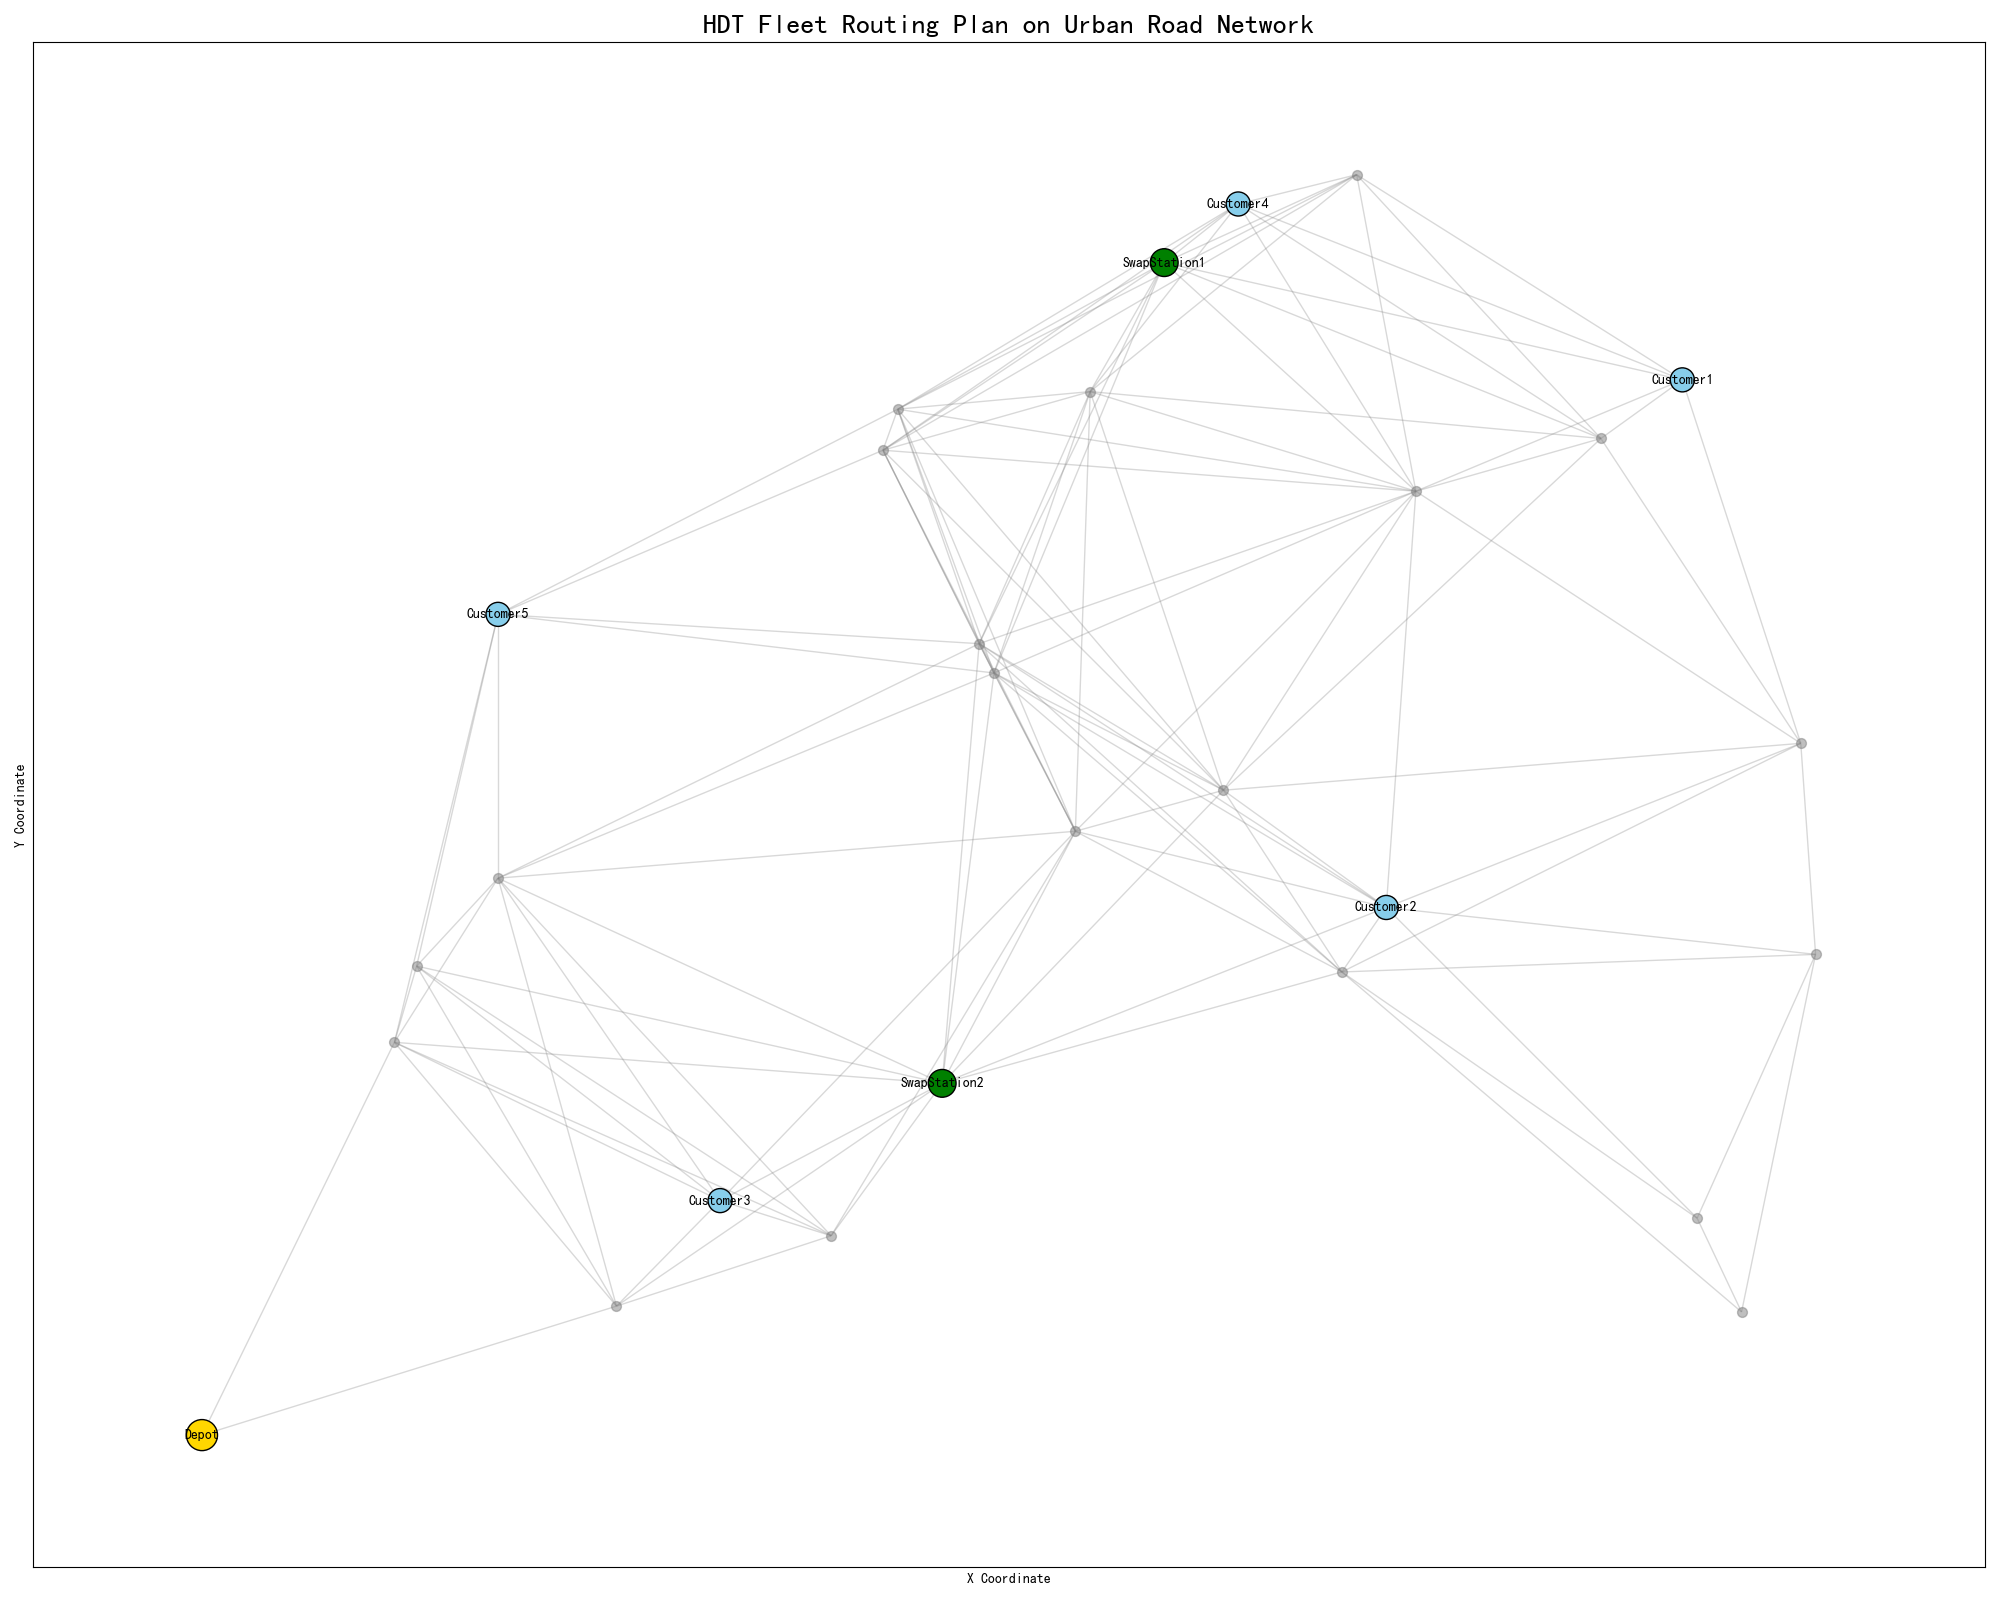 HDT Fleet Routing Plan on Urban Road Network
Customer4
SwapStation1
Customer1
Customer5
Y Coordinate
Customer2
SwapStation2
Customer3
Depot
X Coordinate